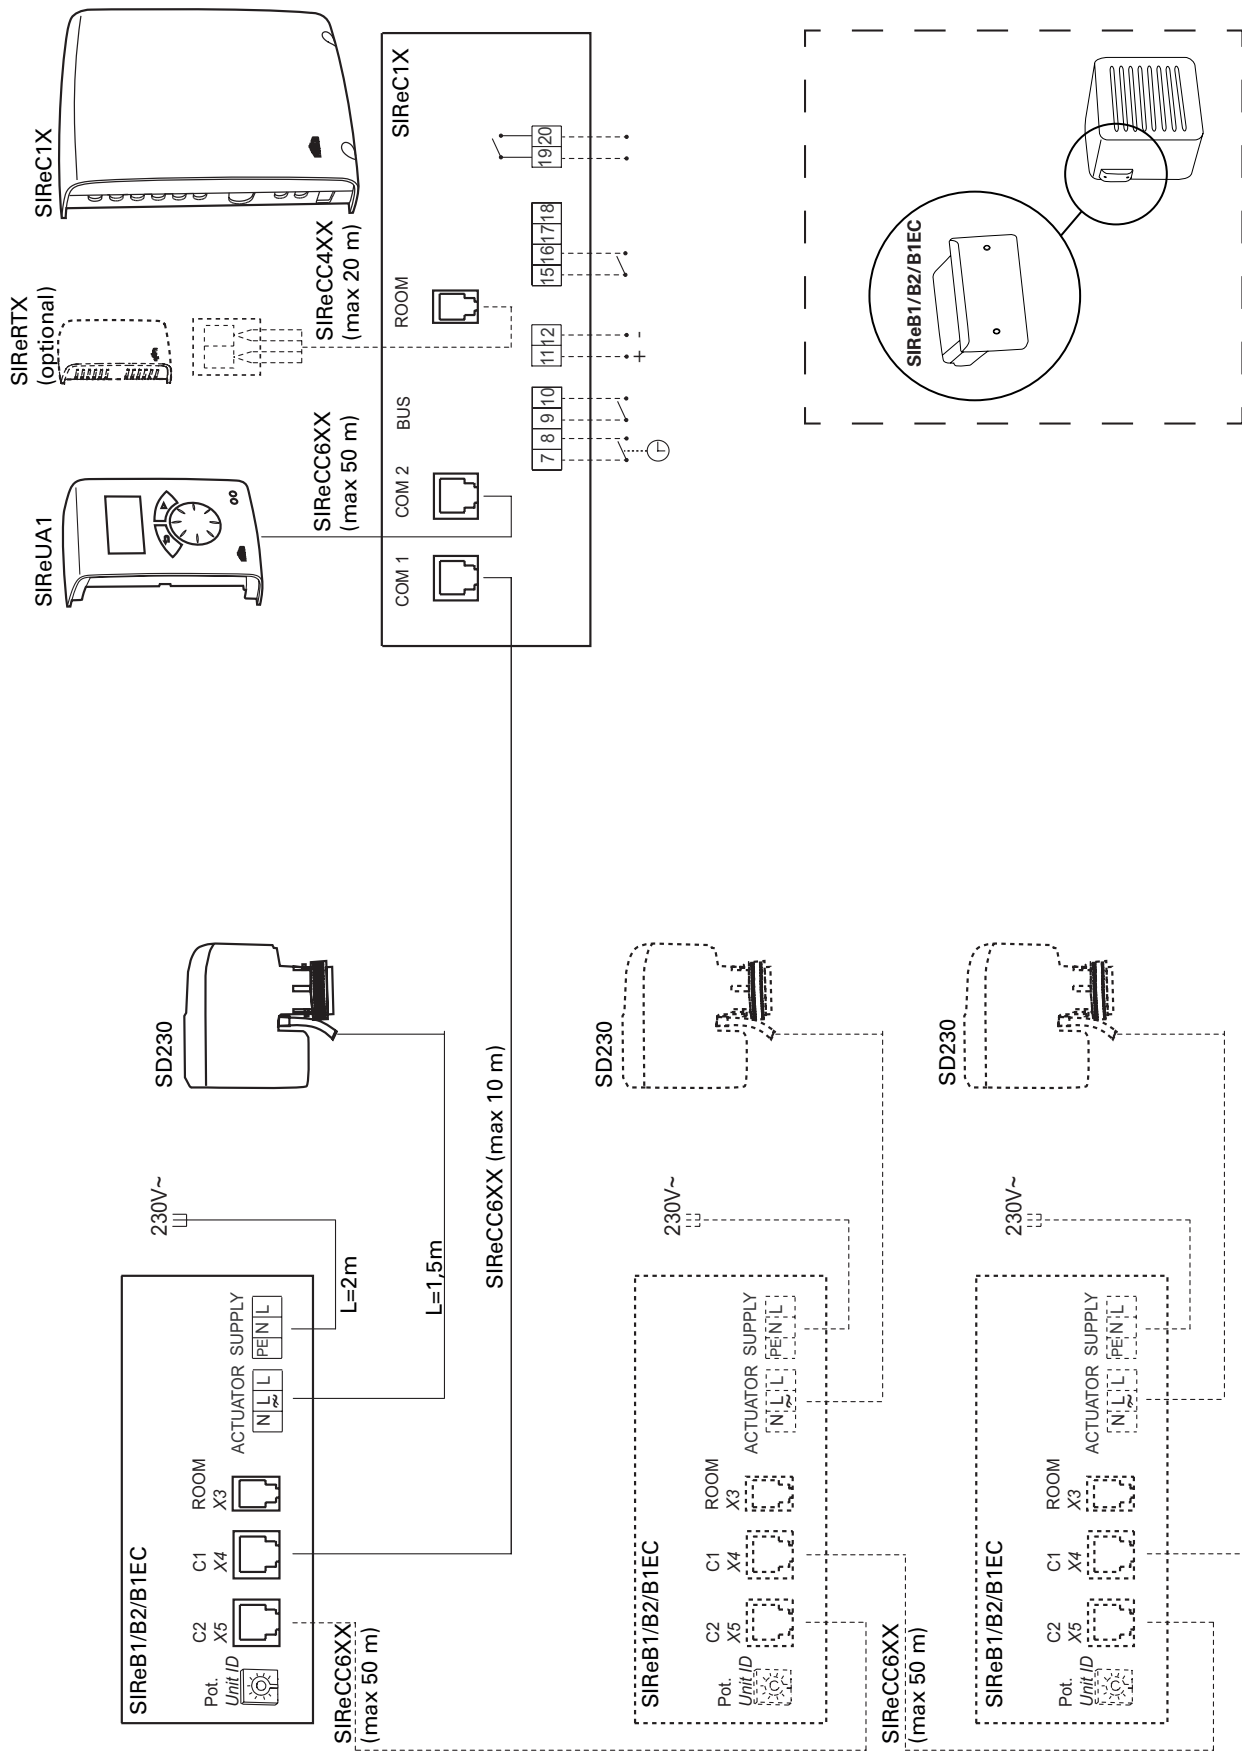 SIReB1/B2/B1EC
Pot.
Unit ID
C2
X5
C1
X4
ROOM
X3
ACTUATOR
N L L
≈
SUPPLY
PE N L
230V~
L=2m
L=1,5m
SD230
SIReCC6XX (max 10 m)
SIReCC6XX
(max 50 m)
SIReUA1
SIReRTX
(optional)
SIReC1X
SIReCC6XX
(max 50 m)
SIReCC4XX
(max 20 m)
SIReC1X
COM 1
COM 2
BUS
ROOM
7 8 9 10
11 12
+ -
15 16 17 18
19 20
SIReB1/B2/B1EC
Pot.
Unit ID
C2
X5
C1
X4
ROOM
X3
ACTUATOR
N L L
≈
SUPPLY
PE N L
230V~
SD230
SIReCC6XX
(max 50 m)
SIReB1/B2/B1EC
Pot.
Unit ID
C2
X5
C1
X4
ROOM
X3
ACTUATOR
N L L
≈
SUPPLY
PE N L
230V~
SD230
SIReB1/B2/B1EC